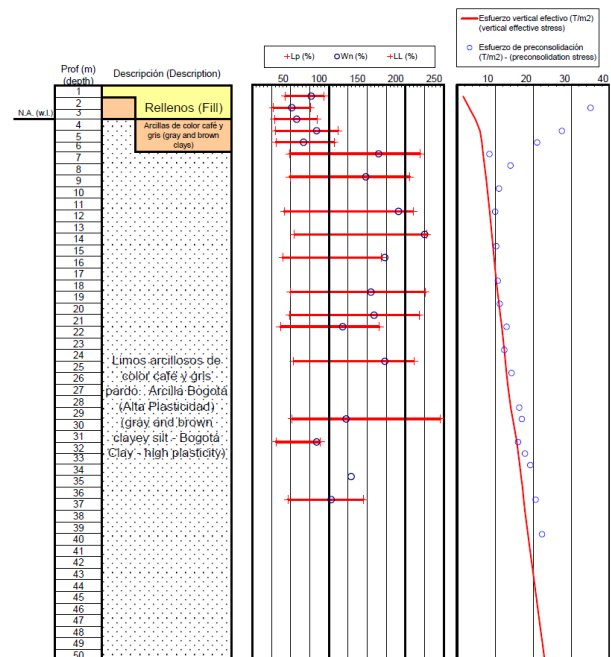 Esfuerzo vertical efectivo (T/m2)
(vertical effective stress)
Esfuerzo de preconsolidación
(T/m2) - (preconsolidation stress)
Lp (%) Wn (%) LL (%)
Prof (m)
(depth)
Descripción (Description)
50 100 150 200 250
10 20 30 40
N.A. (w.l.)
Rellenos (Fill)
Arcillas de color café y
gris (gray and brown
clays)
Limos arcillosos de
color café y gris
pardo. Arcilla Bogotá
(Alta Plasticidad)
(gray and brown
clayey silt - Bogotá
Clay - high plasticity)
1
2
3
4
5
6
7
8
9
10
11
12
13
14
15
16
17
18
19
20
21
22
23
24
25
26
27
28
29
30
31
32
33
34
35
36
37
38
39
40
41
42
43
44
45
46
47
48
49
50